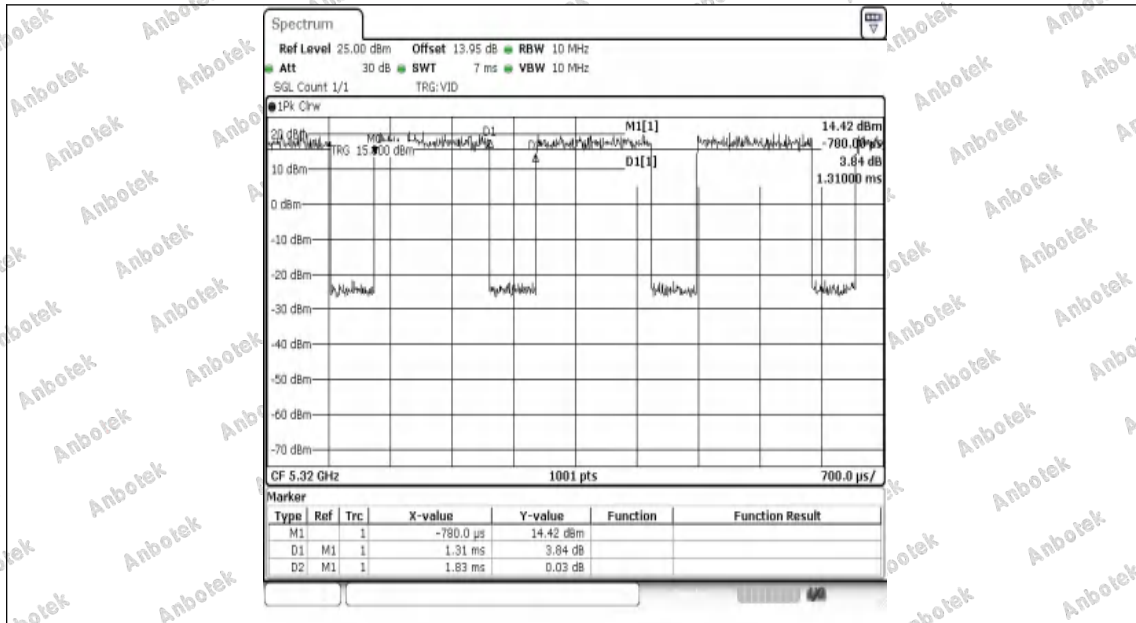 Spectrum
Ref Level 25.00 dBm Offset 13.95 dB RBW 10 MHz
Att 30 dB SWT 7 ms VBW 10 MHz
SGL Count 1/1 TRG: VID
1Pk Clrw
20 dBm
D1
M1[1] 14.42 dBm
-780.00 µs
TRG 15.800 dBm
D1[1] 3.84 dB
1.31000 ms
10 dBm
0 dBm
-10 dBm
-20 dBm
-30 dBm
-40 dBm
-50 dBm
-60 dBm
-70 dBm
CF 5.32 GHz 1001 pts 700.0 µs/
Marker
Type Ref Trc X-value Y-value Function Function Result
M1 1 -780.0 µs 14.42 dBm
D1 M1 1 1.31 ms 3.84 dB
D2 M1 1 1.83 ms 0.03 dB
Anbotek